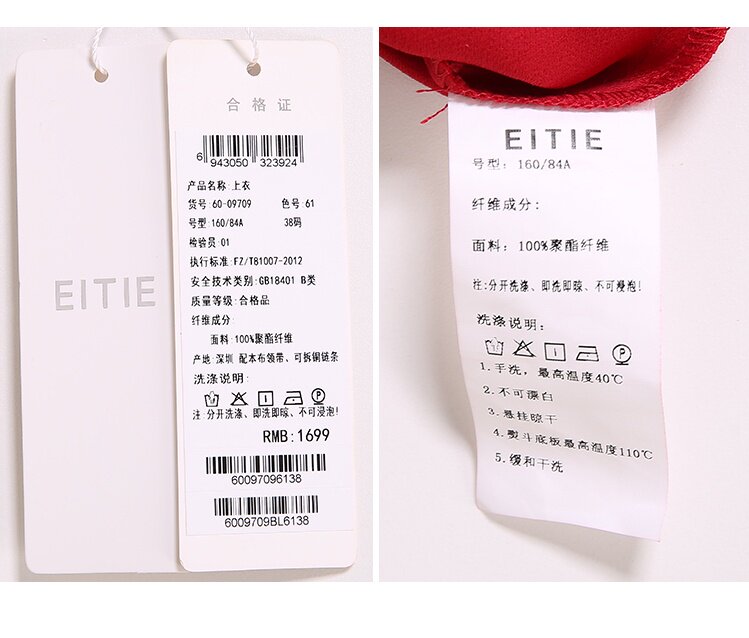 EITIE
合格证
6 943050 323924
产品名称:上衣
货号: 60-09709 色号 61
号型:160/84A 38码
检验员:01
执行标准:FZ/T81007-2012
安全技术类别:GB18401 B类
质量等级:合格品
纤维成分:
面料:100%聚酯纤维
产地:深圳 配本布领带、可拆铜链条
洗涤说明:
注:分开洗涤、即洗即晾、不可浸泡!
RMB:1699
60097096138
6009709BL6138
EITIE
号型: 160/84A
纤维成分:
面料: 100%聚酯纤维
注:分开洗涤、即洗即晾、不可浸泡!
洗涤说明:
P
1.手洗，最高温度40℃
2.不可漂白
3.悬挂晾干
4.熨斗底板最高温度110℃
5.缓和干洗